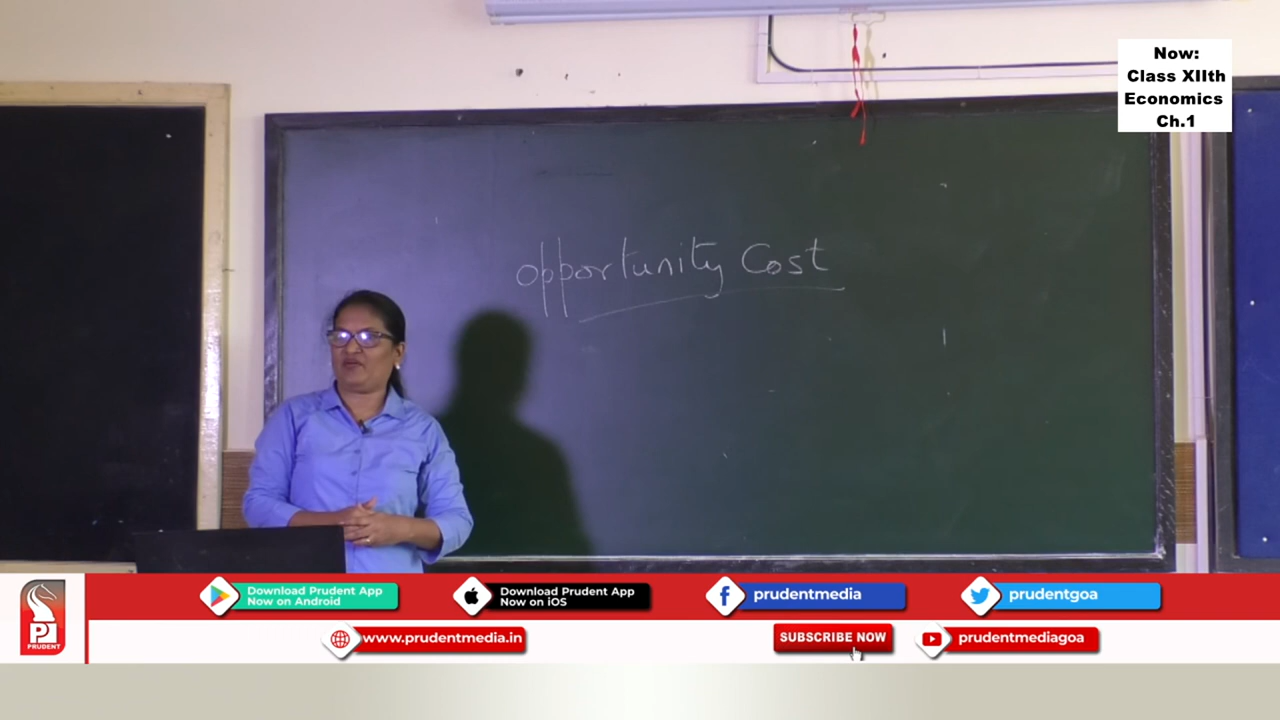 Now:
Class XIIth
Economics
Ch.1
opportunity Cost
PJ
PRUDENT
Download Prudent App
Now on Android
Download Prudent App
Now on iOS
prudentmedia
prudentgoa
www.prudentmedia.in
SUBSCRIBE NOW
prudentmediagoa